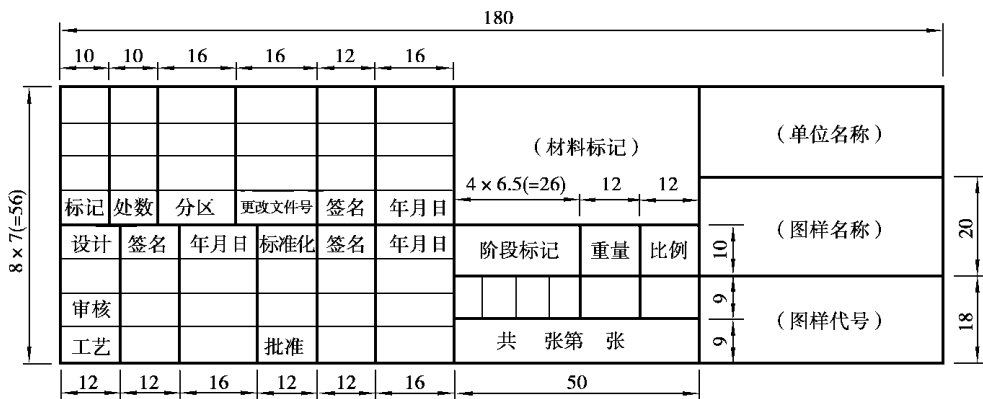 180
10 10 16 16 12 16
(单位名称)
(材料标记)
4 × 6.5(=26) 12 12
标记 处数 分区 更改文件号 签名 年月日
8 × 7(=56)
设计 签名 年月日 标准化 签名 年月日
阶段标记 重量 比例 10 (图样名称) 20
审核
9
工艺 批准
共 张第 张 9 (图样代号) 18
12 12 16 12 12 16 50